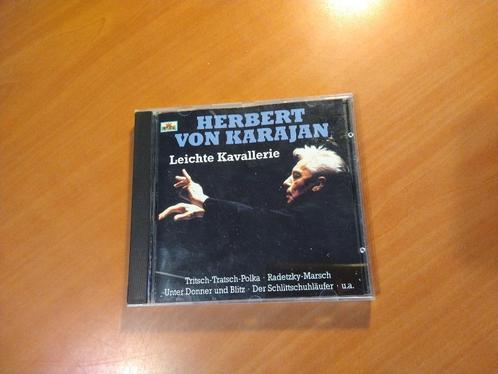 HERBERT
VON KARAJAN
Leichte Kavallerie
Tritsch-Tratsch-Polka · Radetzky-Marsch
Unter Donner und Blitz · Der Schlittschuhläufer · u.a.